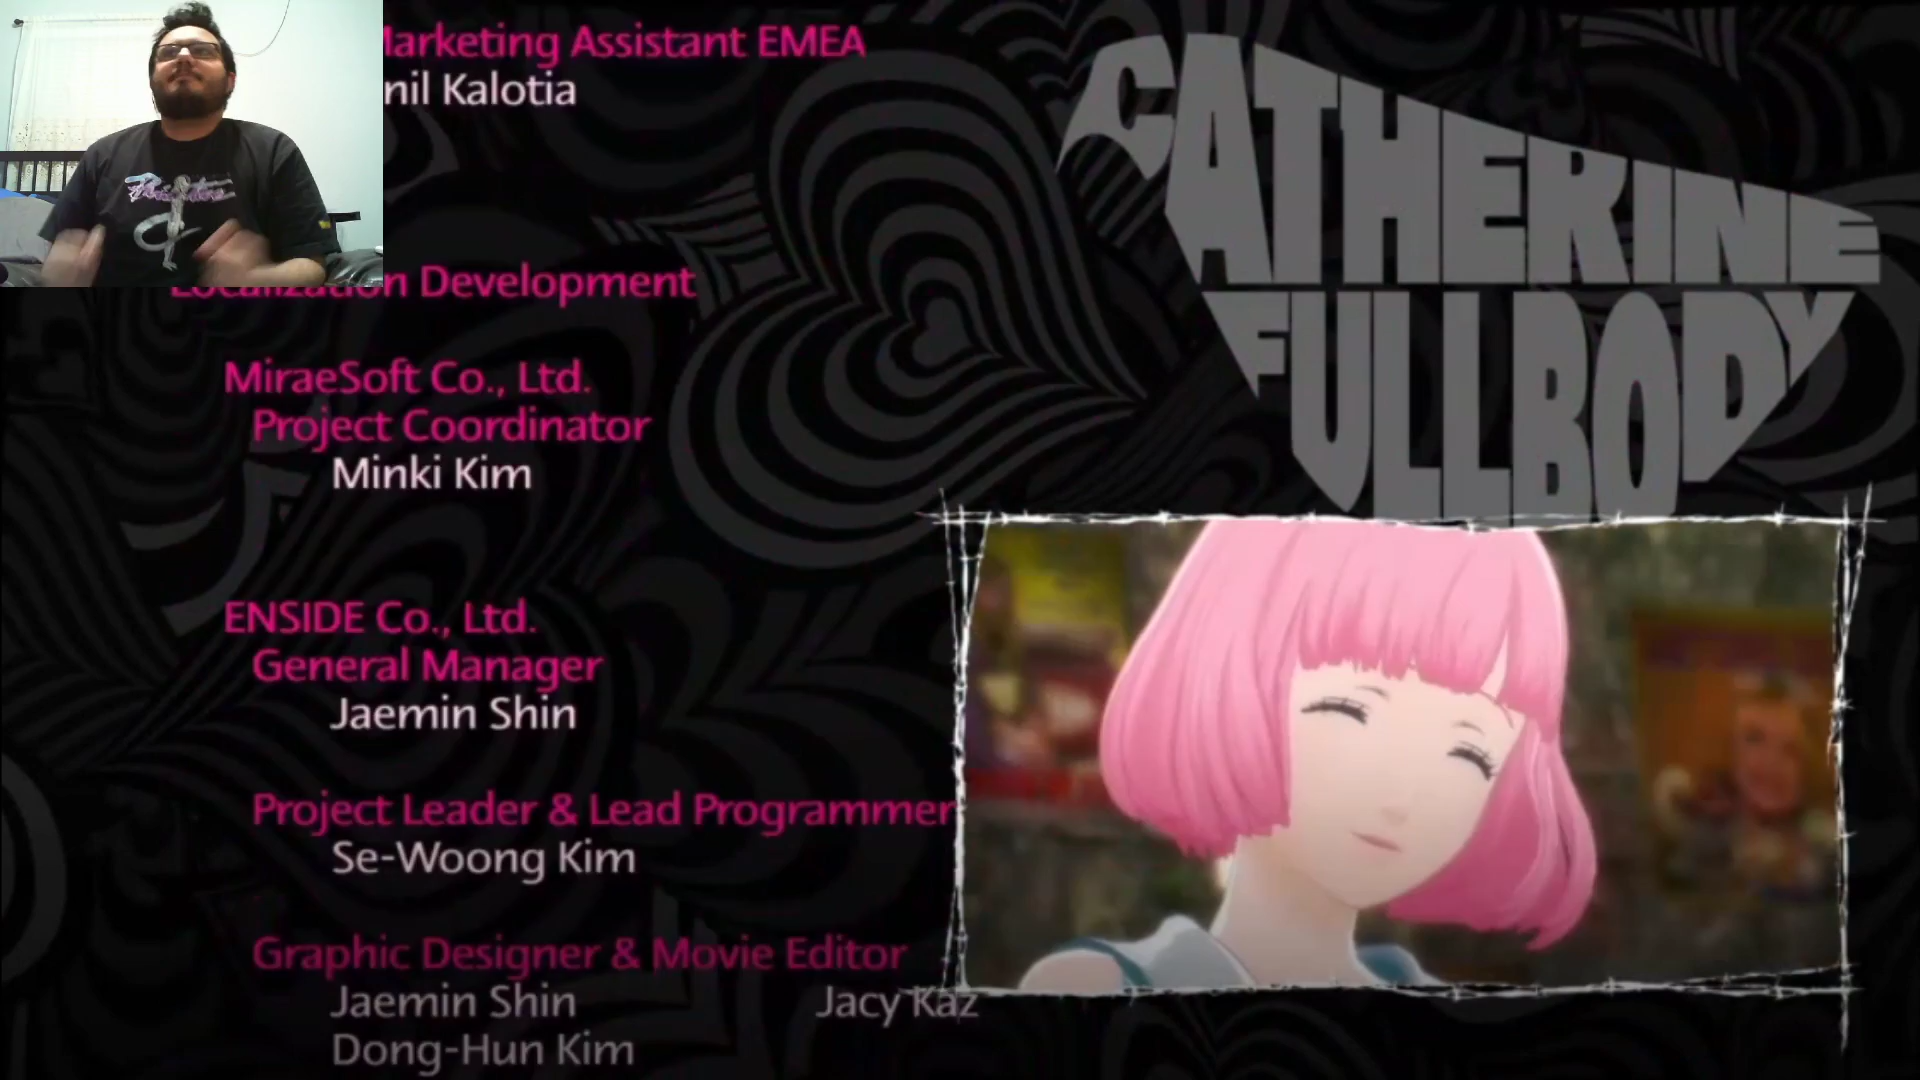 Marketing Assistant EMEA
nil Kalotia
Localization Development
MiraeSoft Co., Ltd.
Project Coordinator
Minki Kim
ENSIDE Co., Ltd.
General Manager
Jaemin Shin
Project Leader & Lead Programmer
Se-Woong Kim
Graphic Designer & Movie Editor
Jaemin Shin Jacy Kaz
Dong-Hun Kim
CATHERINE
FULLBODY